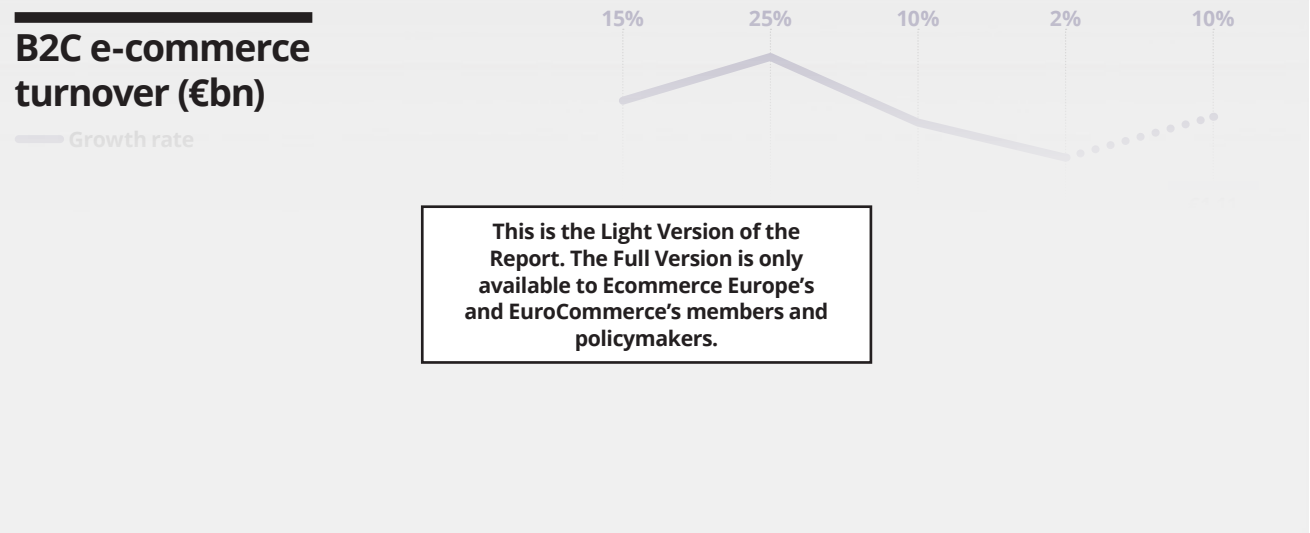 B2C e-commerce
turnover (€bn)
Growth rate
15% 25% 10% 2% 10%
This is the Light Version of the
Report. The Full Version is only
available to Ecommerce Europe’s
and EuroCommerce’s members and
policymakers.